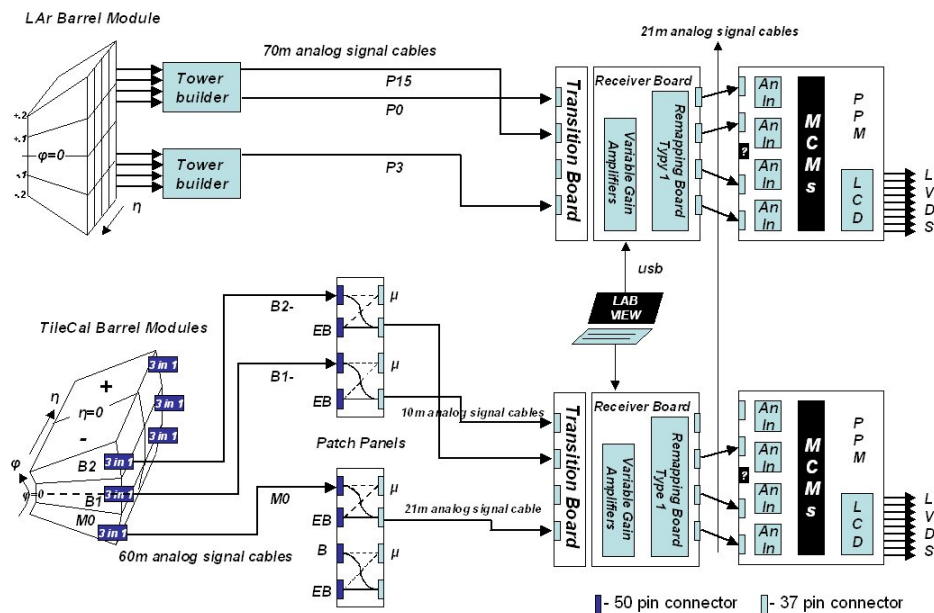 LAr Barrel Module
70m analog signal cables
21m analog signal cables
Tower
builder
P15
P0
Tower
builder
P3
+.2
+.1
φ=0
-.1
-.2
η
Transition Board
Receiver Board
Variable Gain
Amplifiers
Remapping Board
Typy 1
An
In
An
In
?
An
In
An
In
MCMs
PPM
LCD
L
V
D
S
usb
LAB
VIEW
TileCal Barrel Modules
3 in 1
3 in 1
3 in 1
3 in 1
3 in 1
3 in 1
+
η
η=0
-
φ
φ=0
B2
B1
M0
B2-
B1-
M0
60m analog signal cables
μ
EB
μ
EB
Patch Panels
μ
EB
B
μ
EB
10m analog signal cables
21m analog signal cable
Transition Board
Receiver Board
Variable Gain
Amplifiers
Remapping Board
Type 1
An
In
An
In
?
An
In
An
In
MCMs
PPM
LCD
L
V
D
S
- 50 pin connector
- 37 pin connector